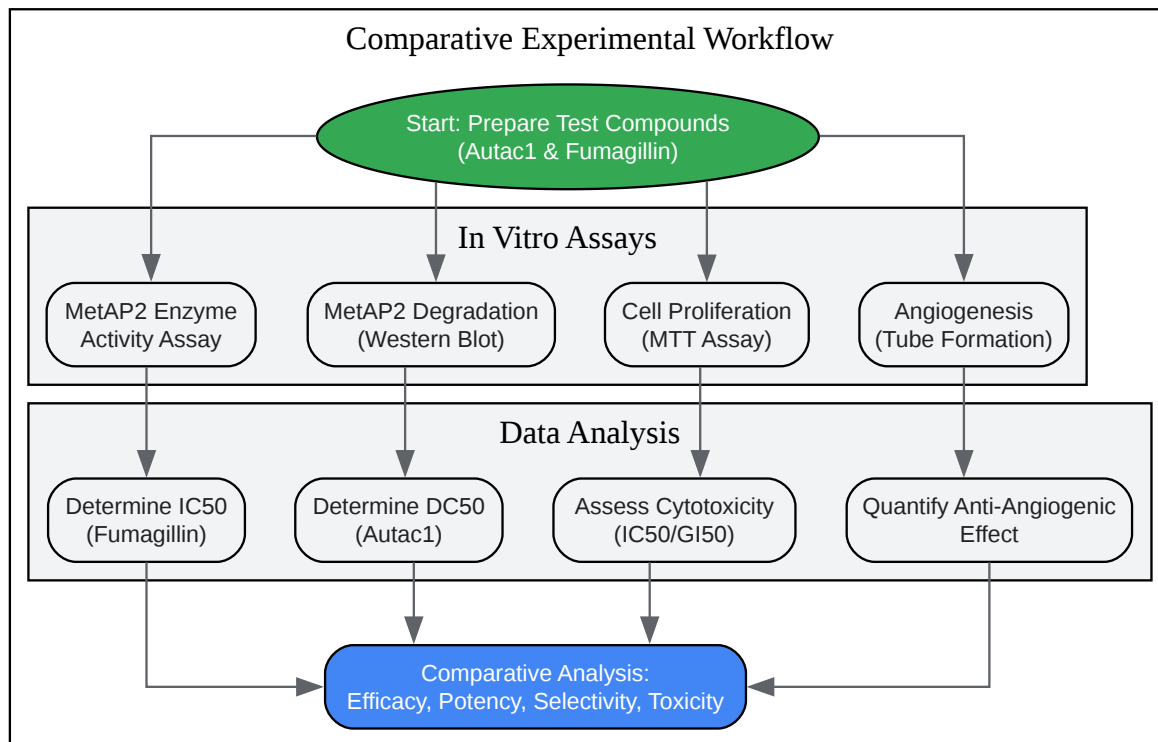 Comparative Experimental Workflow
Start: Prepare Test Compounds
(Autac1 & Fumagillin)
In Vitro Assays
MetAP2 Enzyme
Activity Assay
MetAP2 Degradation
(Western Blot)
Cell Proliferation
(MTT Assay)
Angiogenesis
(Tube Formation)
Data Analysis
Determine IC50
(Fumagillin)
Determine DC50
(Autac1)
Assess Cytotoxicity
(IC50/GI50)
Quantify Anti-Angiogenic
Effect
Comparative Analysis:
Efficacy, Potency, Selectivity, Toxicity